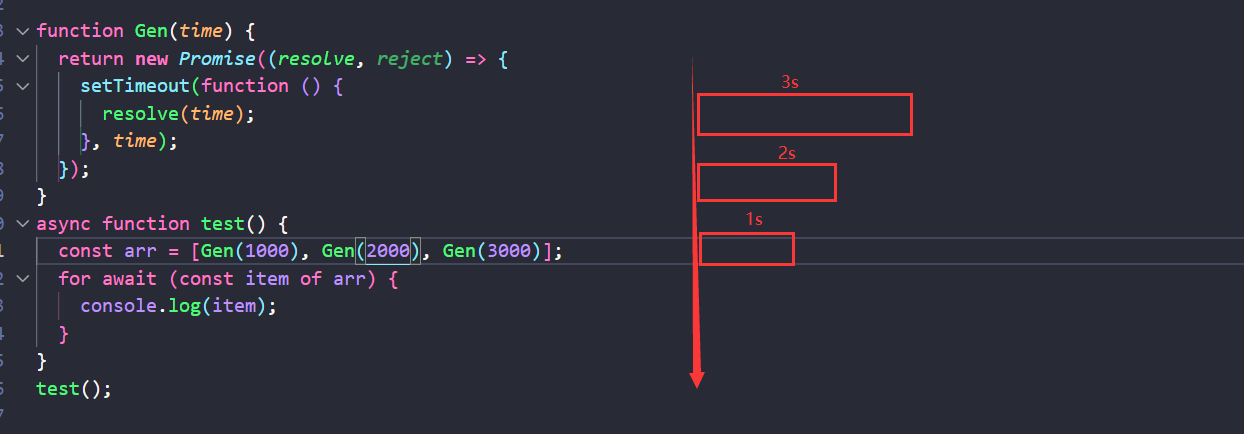 function Gen(time) {
return new Promise((resolve, reject) => {
setTimeout(function () {
resolve(time);
}, time);
});
}
async function test() {
const arr = [Gen(1000), Gen(2000), Gen(3000)];
for await (const item of arr) {
console.log(item);
}
}
test();
3s
2s
1s